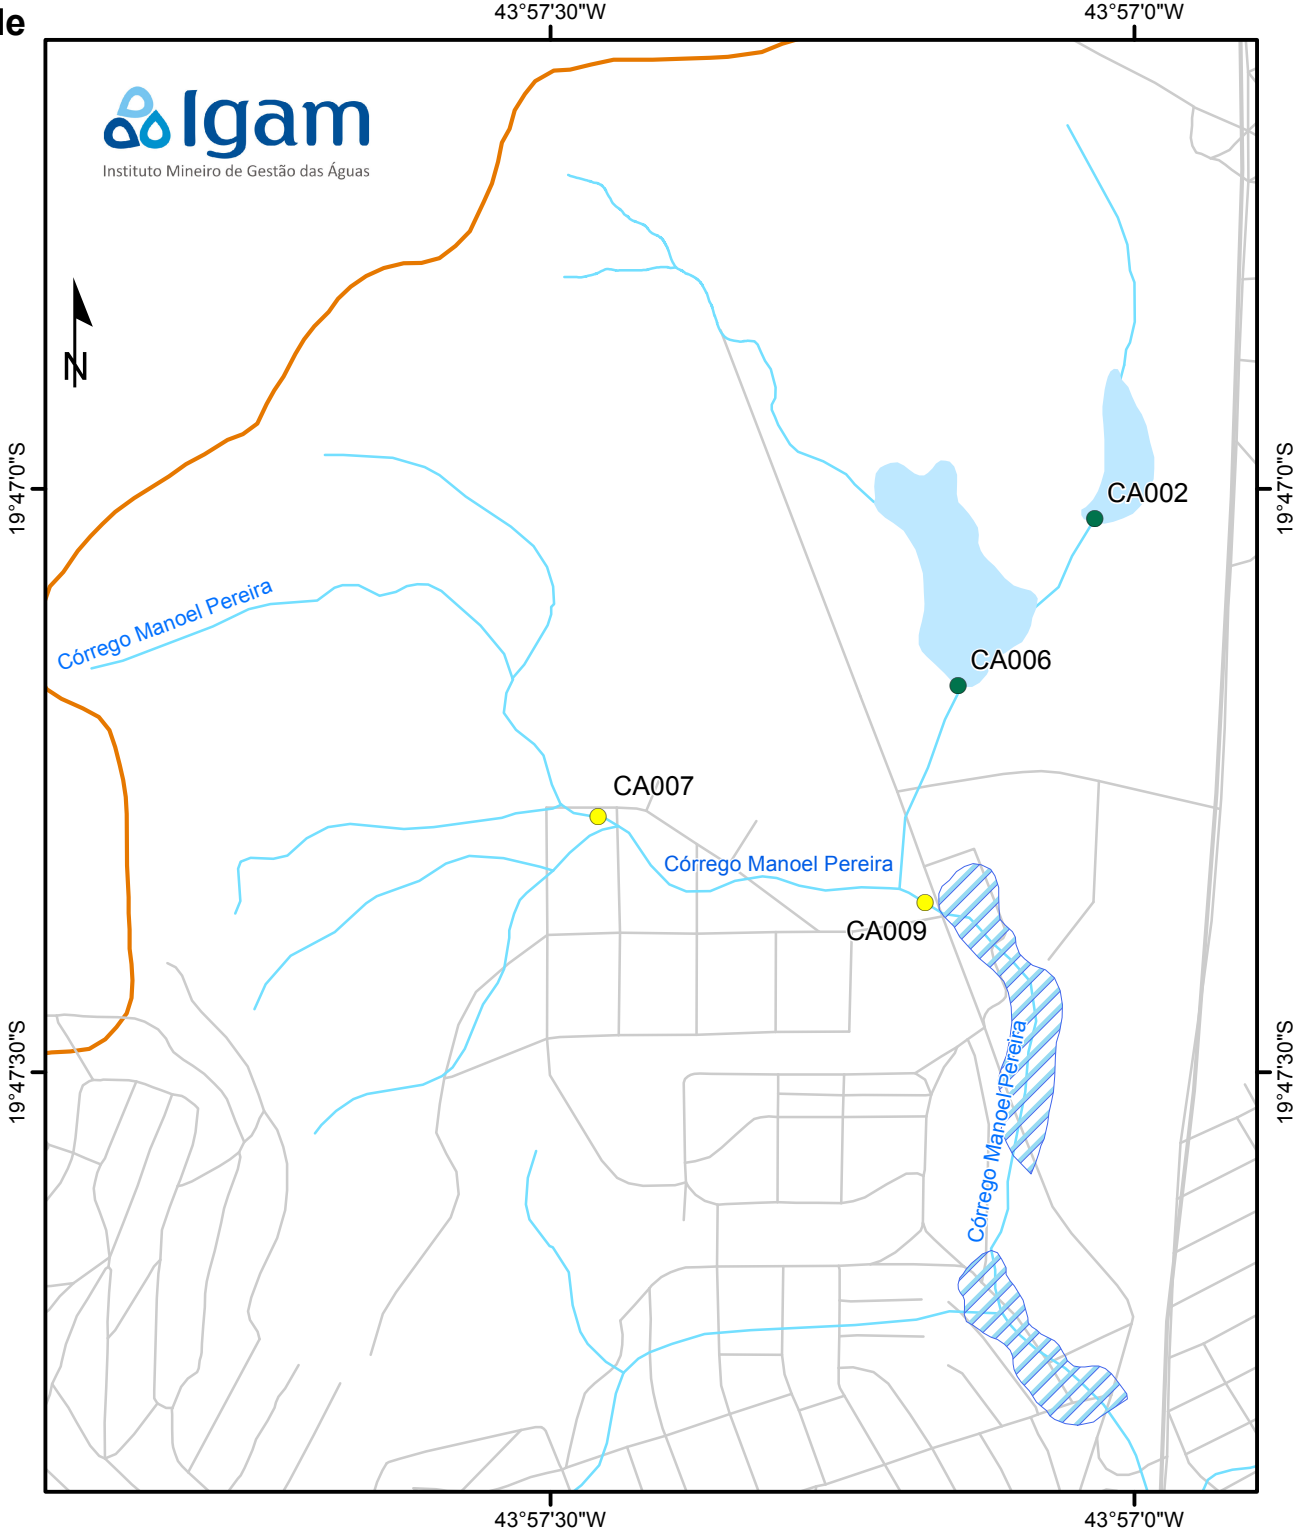 43°57'30"W
43°57'0"W
Igam
Instituto Mineiro de Gestão das Águas
N
19°47'0"S
19°47'0"S
CA002
Córrego Manoel Pereira
CA006
CA007
Córrego Manoel Pereira
CA009
19°47'30"S
19°47'30"S
Córrego Manoel Pereira
43°57'30"W
43°57'0"W